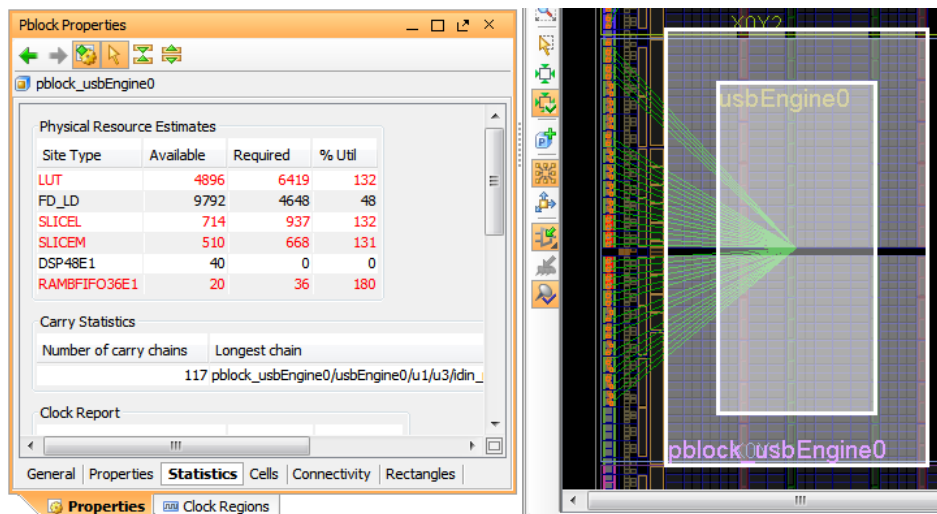 Pblock Properties
pblock_usbEngine0
Physical Resource Estimates
Site Type Available Required % Util
LUT 4896 6419 132
FD_LD 9792 4648 48
SLICEL 714 937 132
SLICEM 510 668 131
DSP48E1 40 0 0
RAMBFIFO36E1 20 36 180
Carry Statistics
Number of carry chains Longest chain
117 pblock_usbEngine0/usbEngine0/u1/u3/idin_
Clock Report
General Properties Statistics Cells Connectivity Rectangles
Properties Clock Regions
X0Y2
usbEngine0
pblock_usbEngine0